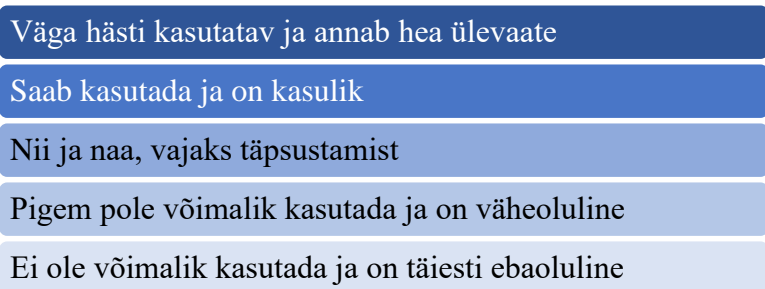 Väga hästi kasutatav ja annab hea ülevaate
Saab kasutada ja on kasulik
Nii ja naa, vajaks täpsustamist
Pigem pole võimalik kasutada ja on väheoluline
Ei ole võimalik kasutada ja on täiesti ebaoluline